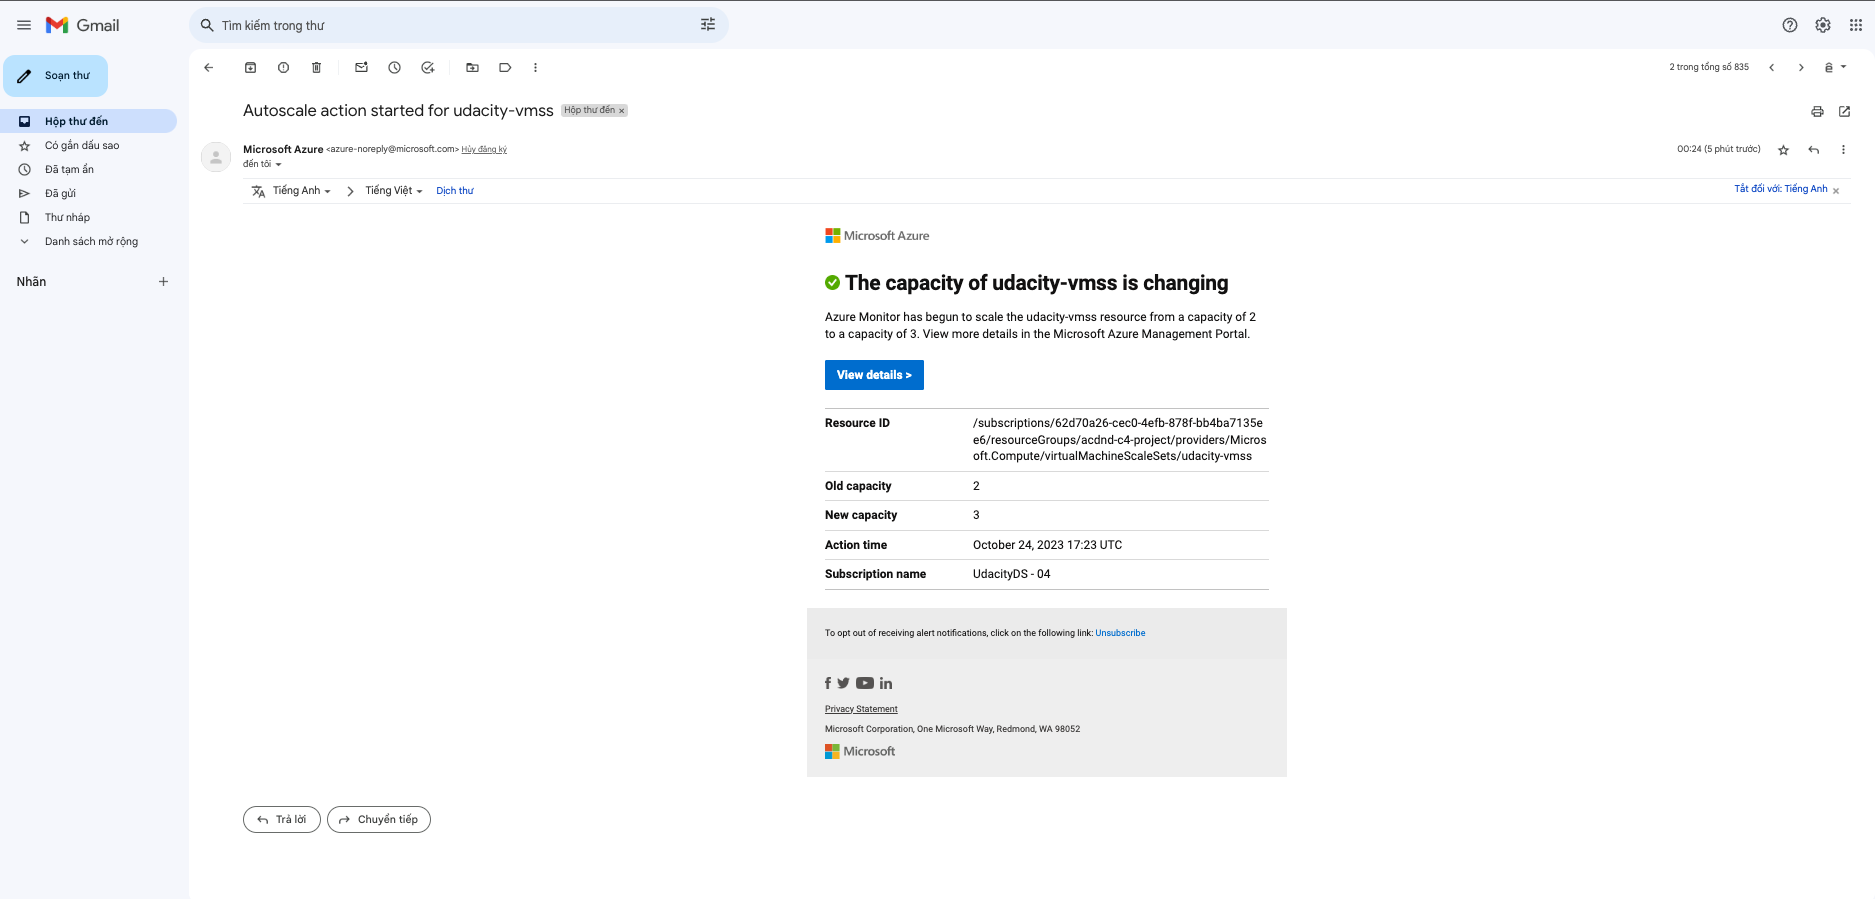 Gmail
Tìm kiếm trong thư
Soạn thư
2 trong tổng số 835
Hộp thư đến
Có gắn dấu sao
Đã tạm ẩn
Đã gửi
Thư nháp
Danh sách mở rộng
Nhãn
Autoscale action started for udacity-vmss
Hộp thư đến ×
Microsoft Azure <azure-noreply@microsoft.com> Hủy đăng ký
00:24 (5 phút trước)
đến tôi
Tiếng Anh
Tiếng Việt
Dịch thư
Tắt đối với: Tiếng Anh ×
Microsoft Azure
The capacity of udacity-vmss is changing
Azure Monitor has begun to scale the udacity-vmss resource from a capacity of 2
to a capacity of 3. View more details in the Microsoft Azure Management Portal.
View details >
Resource ID /subscriptions/62d70a26-cec0-4efb-878f-bb4ba7135e
e6/resourceGroups/acdnd-c4-project/providers/Micros
oft.Compute/virtualMachineScaleSets/udacity-vmss
Old capacity 2
New capacity 3
Action time October 24, 2023 17:23 UTC
Subscription name UdacityDS - 04
To opt out of receiving alert notifications, click on the following link: Unsubscribe
Privacy Statement
Microsoft Corporation, One Microsoft Way, Redmond, WA 98052
Microsoft
Trả lời
Chuyển tiếp